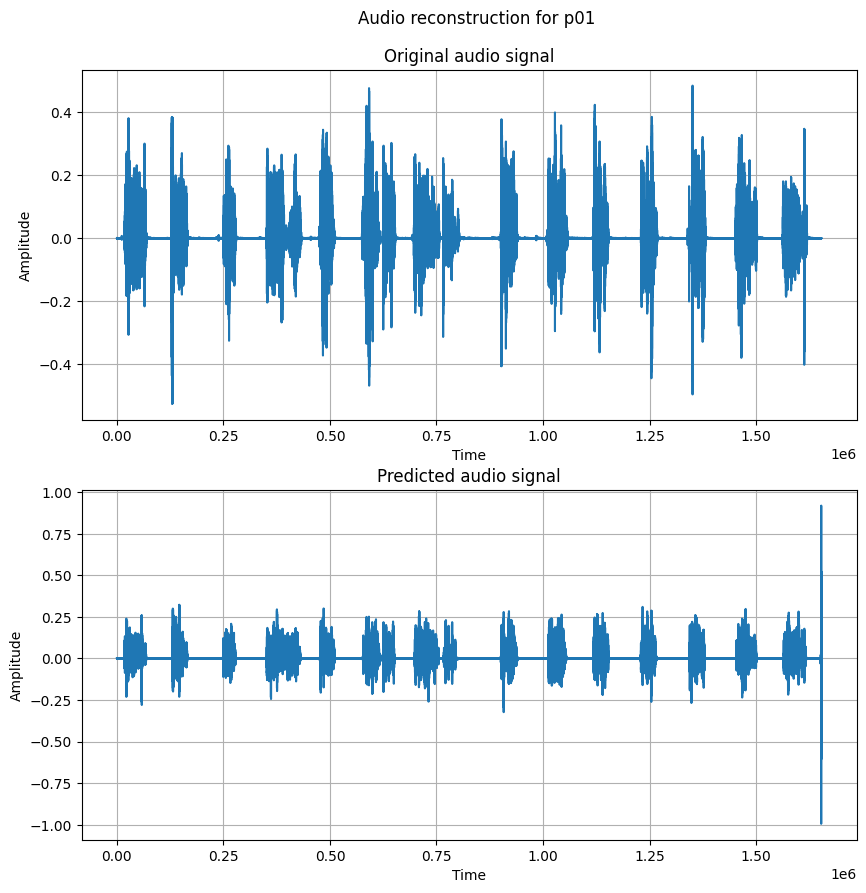 Audio reconstruction for p01
Original audio signal
Amplitude
0.4
0.2
0.0
−0.2
−0.4
0.00 0.25 0.50 0.75 1.00 1.25 1.50
Time
1e6
Predicted audio signal
Amplitude
1.00
0.75
0.50
0.25
0.00
−0.25
−0.50
−0.75
−1.00
0.00 0.25 0.50 0.75 1.00 1.25 1.50
Time
1e6